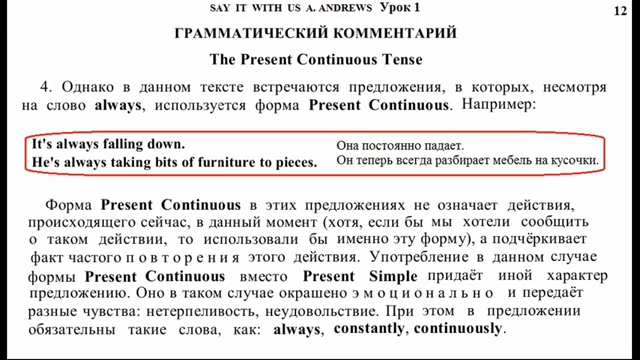 SAY IT WITH US A. ANDREWS Урок 1
12
ГРАММАТИЧЕСКИЙ КОММЕНТАРИЙ
The Present Continuous Tense
4. Однако в данном тексте встречаются предложения, в которых, несмотря
на слово always, используется форма Present Continuous. Например:
It's always falling down. Она постоянно падает.
He's always taking bits of furniture to pieces. Он теперь всегда разбирает мебель на кусочки.
Форма Present Continuous в этих предложениях не означает действия,
происходящего сейчас, в данный момент (хотя, если бы мы хотели сообщить
о таком действии, то использовали бы именно эту форму), а подчёркивает
факт частого повторения этого действия. Употребление в данном случае
формы Present Continuous вместо Present Simple придаёт иной характер
предложению. Оно в таком случае окрашено эмоционально и передаёт
разные чувства: нетерпеливость, неудовольствие. При этом в предложении
обязательны такие слова, как: always, constantly, continuously.